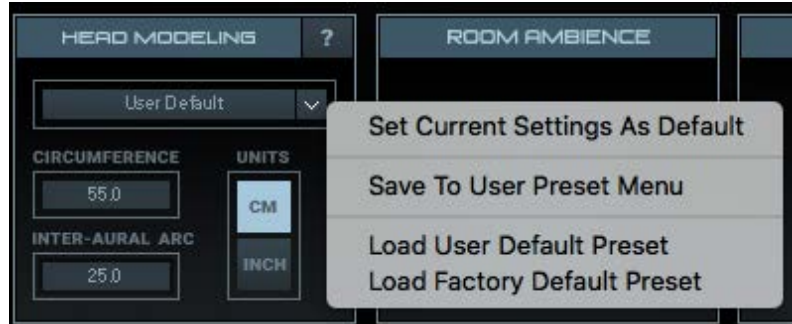 HEAD MODELING ?
ROOM AMBIENCE
User Default
Set Current Settings As Default
Save To User Preset Menu
Load User Default Preset
Load Factory Default Preset
CIRCUMFERENCE
55.0
INTER-AURAL ARC
25.0
UNITS
CM
INCH